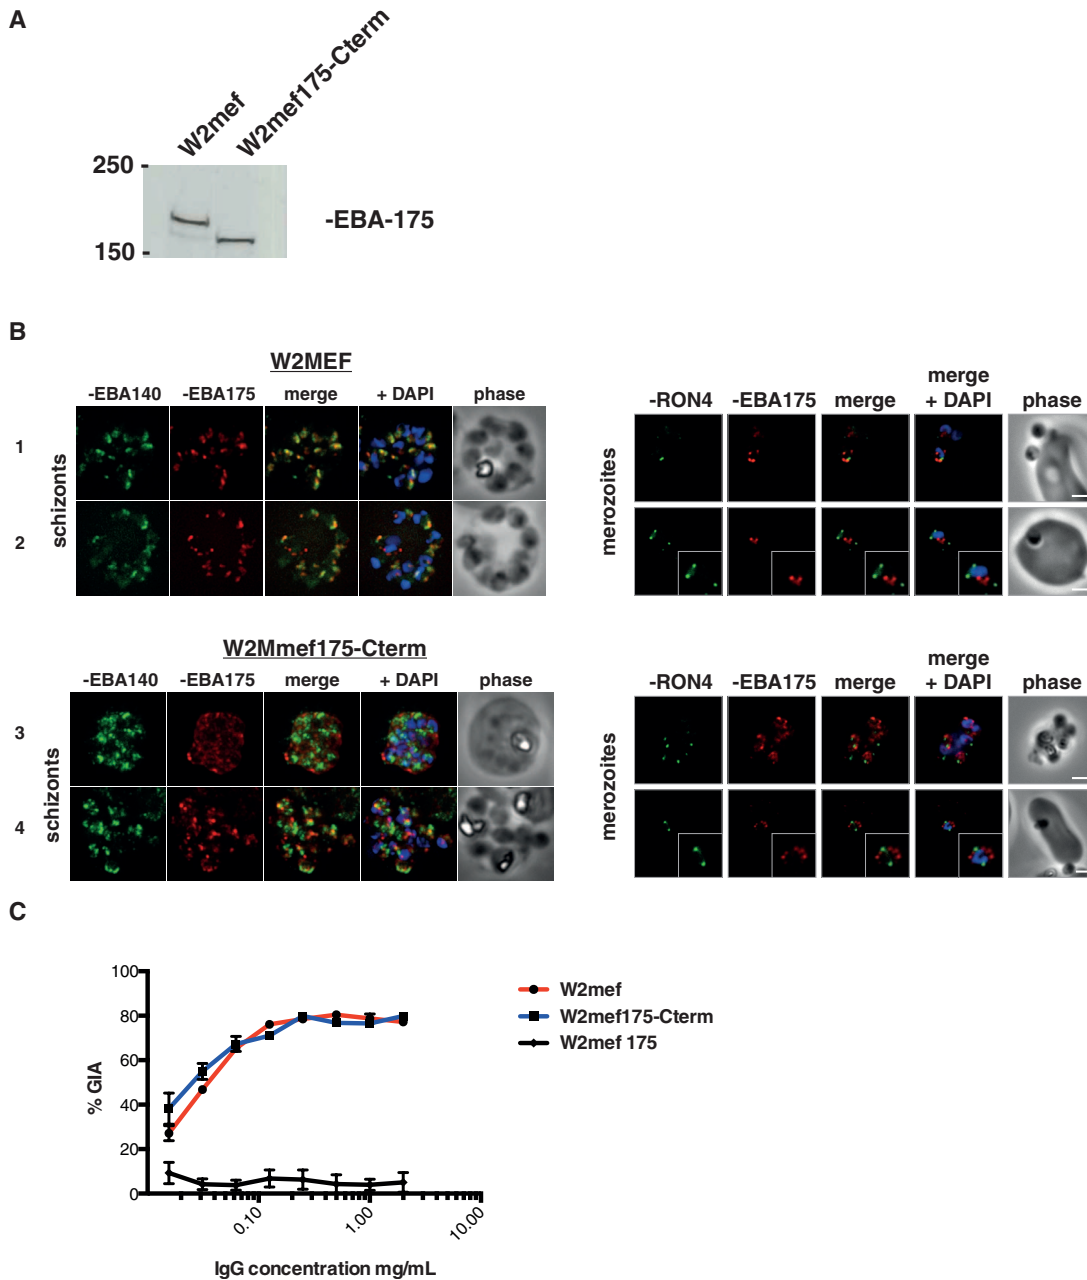 A
W2mef
W2mef175-Cterm
250
-EBA-175
150
B
W2MEF
-EBA140 -EBA175 merge + DAPI phase
1
2
schizonts
merge
-RON4 -EBA175 merge + DAPI phase
merozoites
W2Mmef175-Cterm
-EBA140 -EBA175 merge + DAPI phase
3
4
schizonts
merge
-RON4 -EBA175 merge + DAPI phase
merozoites
C
100
80
60
40
20
0
% GIA
0.10 1.00 10.00
IgG concentration mg/mL
W2mef
W2mef175-Cterm
W2mef 175